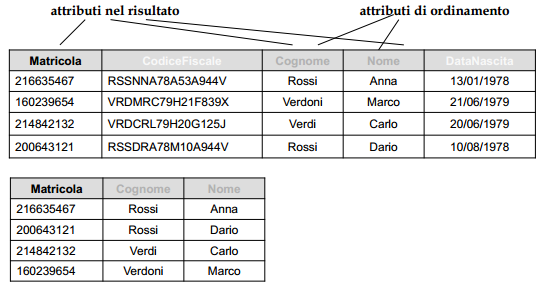 attributi nel risultato attributi di ordinamento
Matricola CodiceFiscale Cognome Nome DataNascita
216635467 RSSNNA78A53A944V Rossi Anna 13/01/1978
160239654 VRDMRC79H21F839X Verdoni Marco 21/06/1979
214842132 VRDCRL79H20G125J Verdi Carlo 20/06/1979
200643121 RSSDRA78M10A944V Rossi Dario 10/08/1978
Matricola Cognome Nome
216635467 Rossi Anna
200643121 Rossi Dario
214842132 Verdi Carlo
160239654 Verdoni Marco